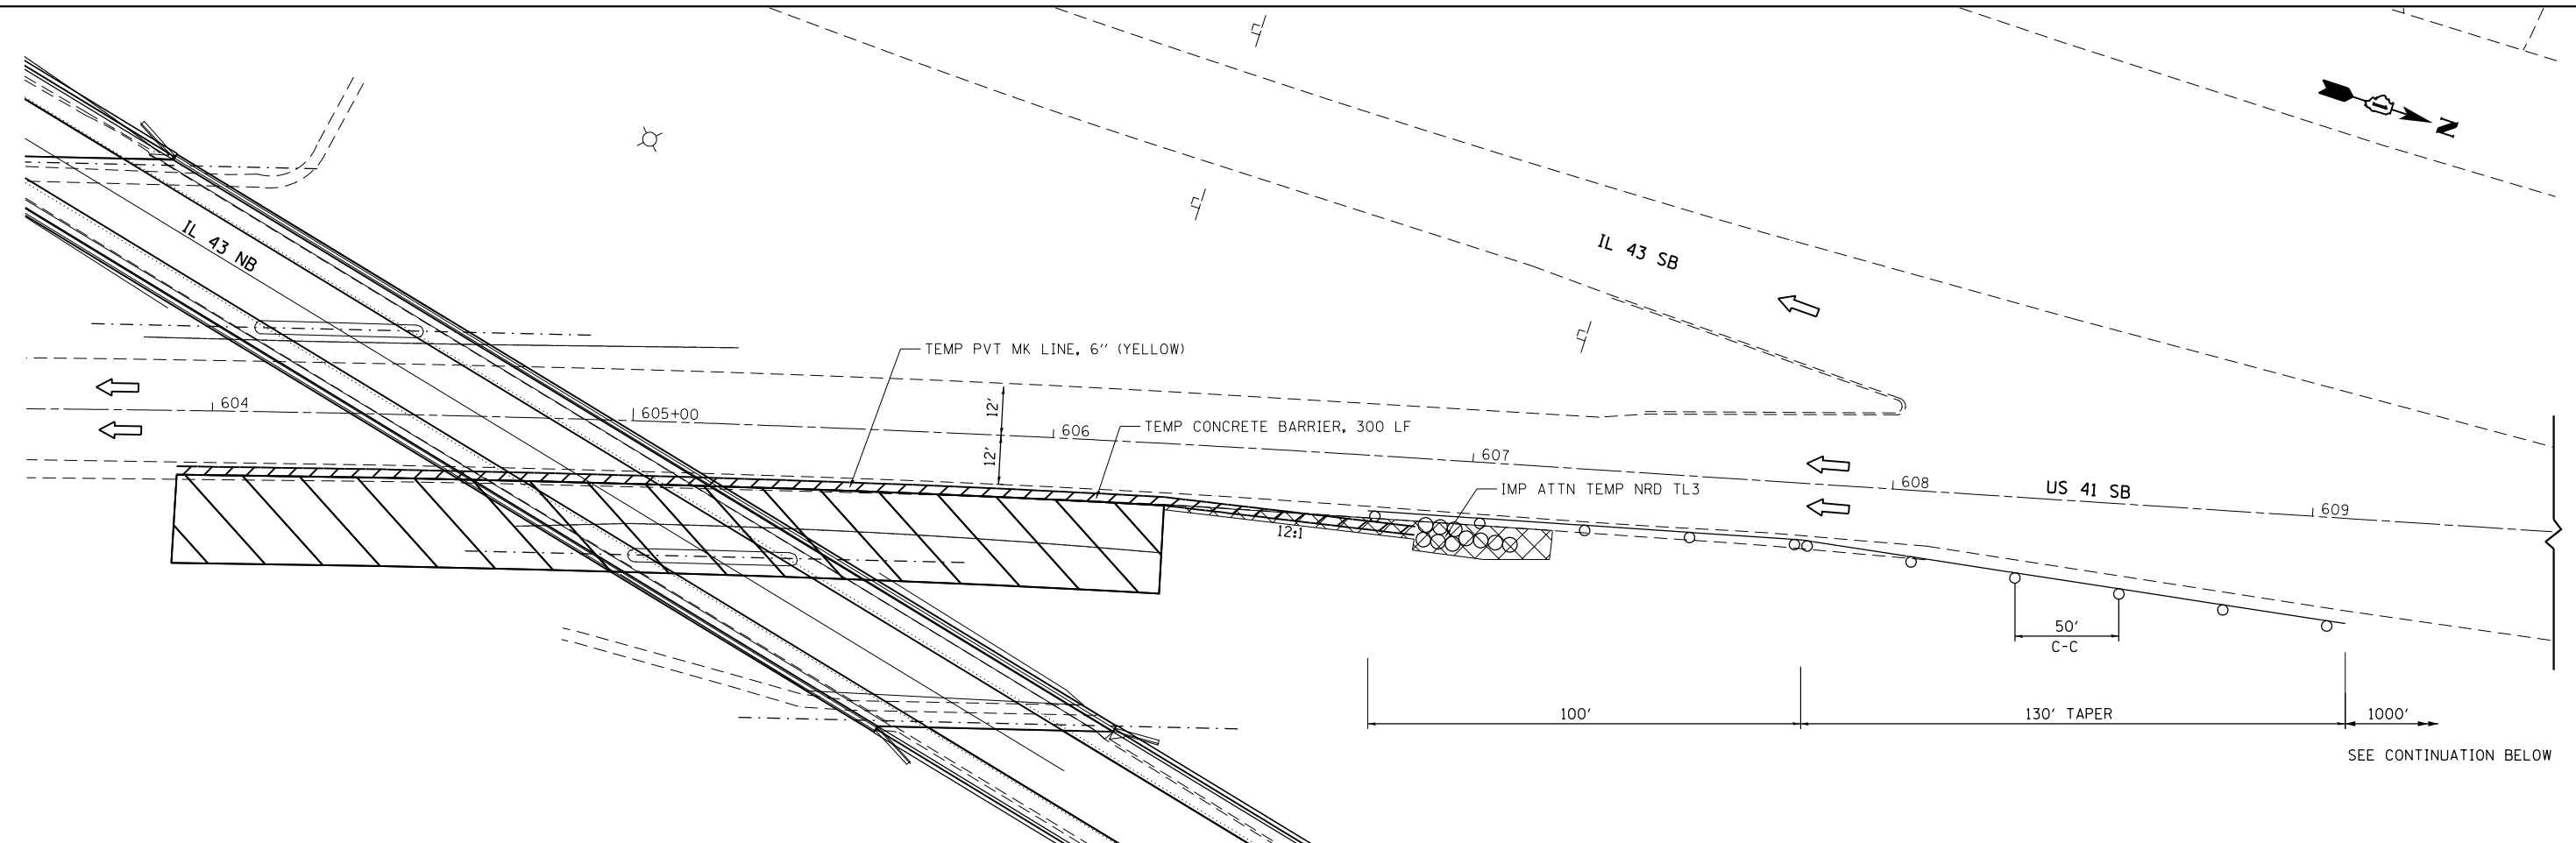 N
IL 43 NB
IL 43 SB
TEMP PVT MK LINE, 6" (YELLOW)
604
605+00
12'
606
TEMP CONCRETE BARRIER, 300 LF
12'
607
IMP ATTN TEMP NRD TL3
608
US 41 SB
609
12:1
50'
C-C
100'
130' TAPER
1000'
SEE CONTINUATION BELOW